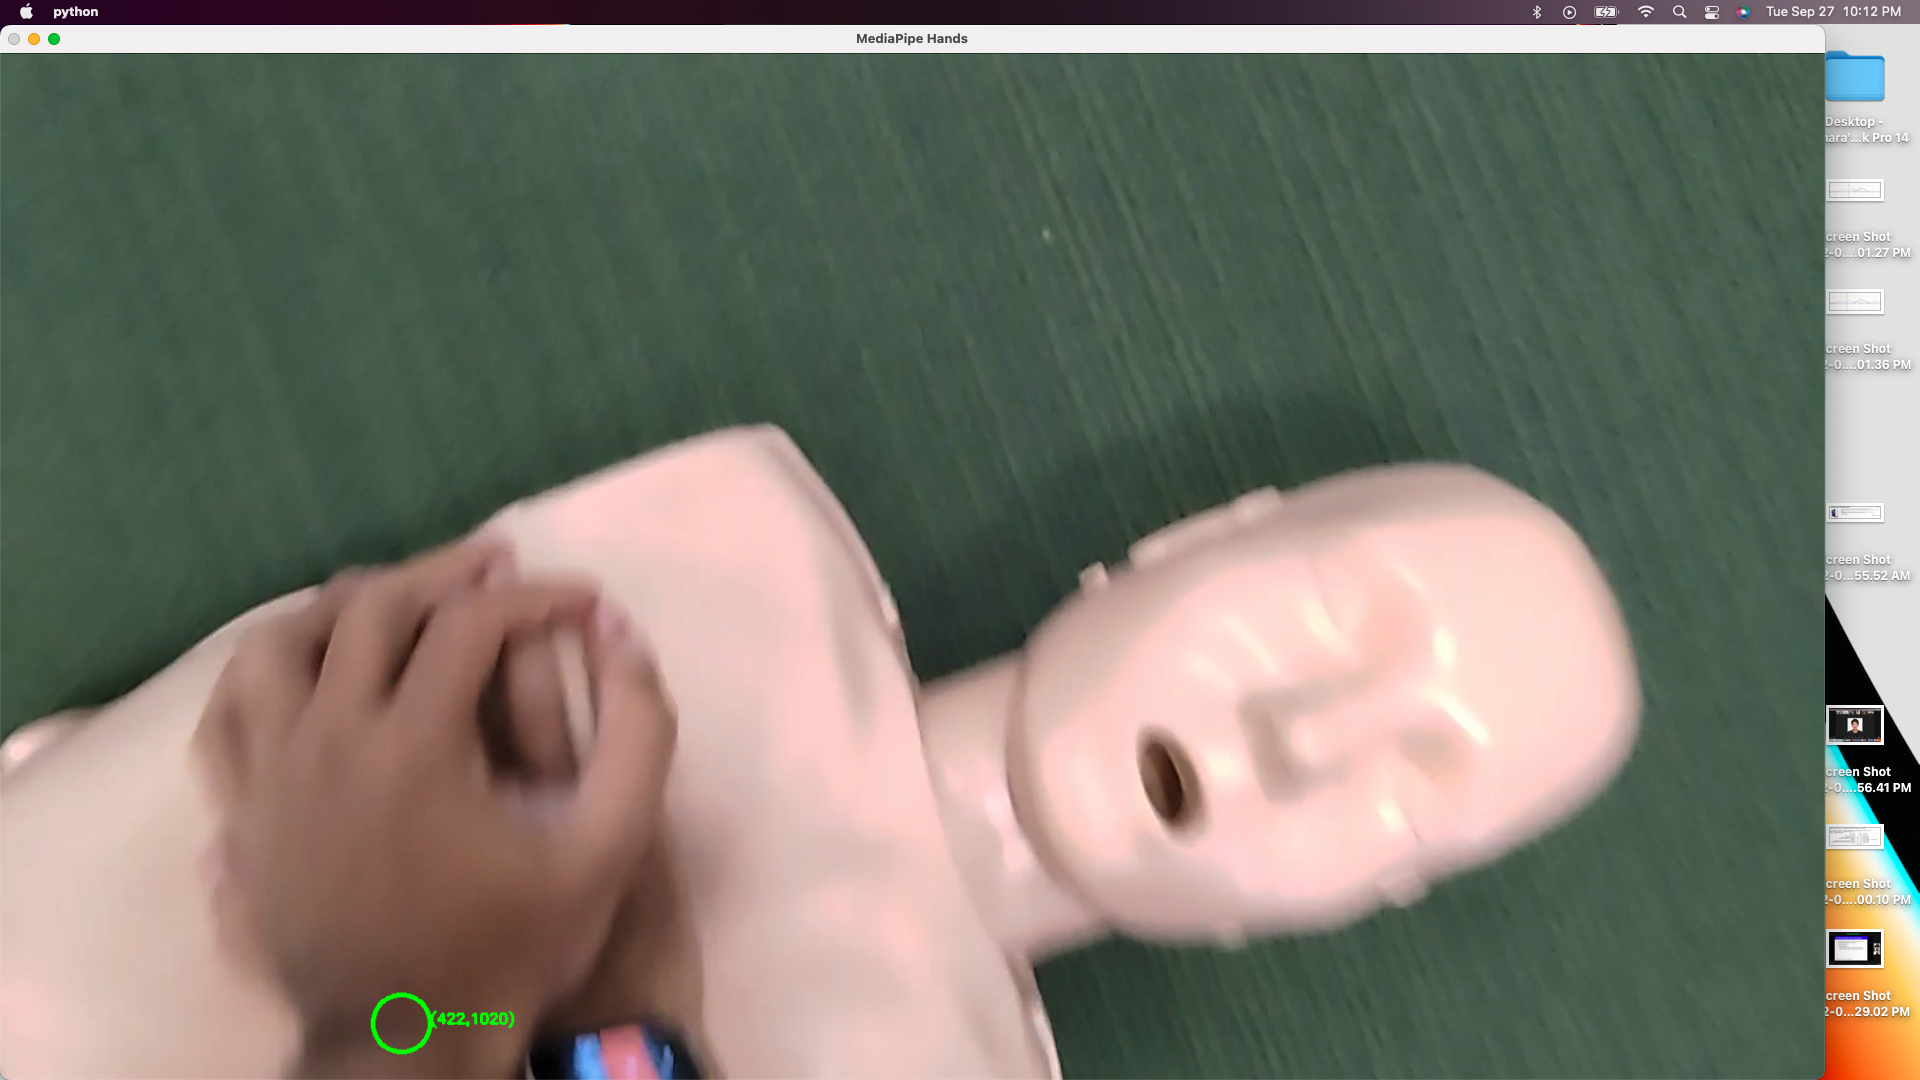 python
Tue Sep 27 10:12 PM
MediaPipe Hands
Desktop -
nara'...k Pro 14
creen Shot
2-0....01.27 PM
creen Shot
2-0....01.36 PM
creen Shot
2-0...55.52 AM
creen Shot
2-0....56.41 PM
creen Shot
2-0....00.10 PM
creen Shot
2-0...29.02 PM
(422,1020)